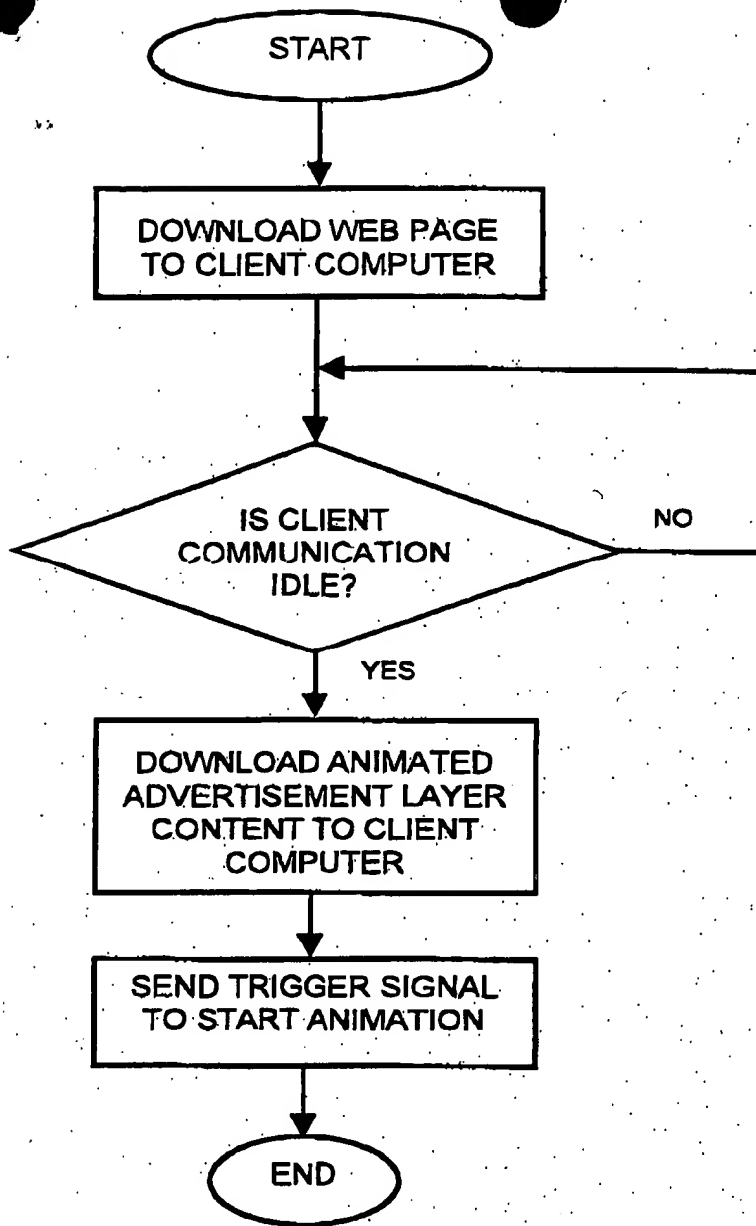 START
DOWNLOAD WEB PAGE
TO CLIENT COMPUTER
IS CLIENT
COMMUNICATION
IDLE?
NO
YES
DOWNLOAD ANIMATED
ADVERTISEMENT LAYER
CONTENT TO CLIENT
COMPUTER
SEND TRIGGER SIGNAL
TO START ANIMATION
END